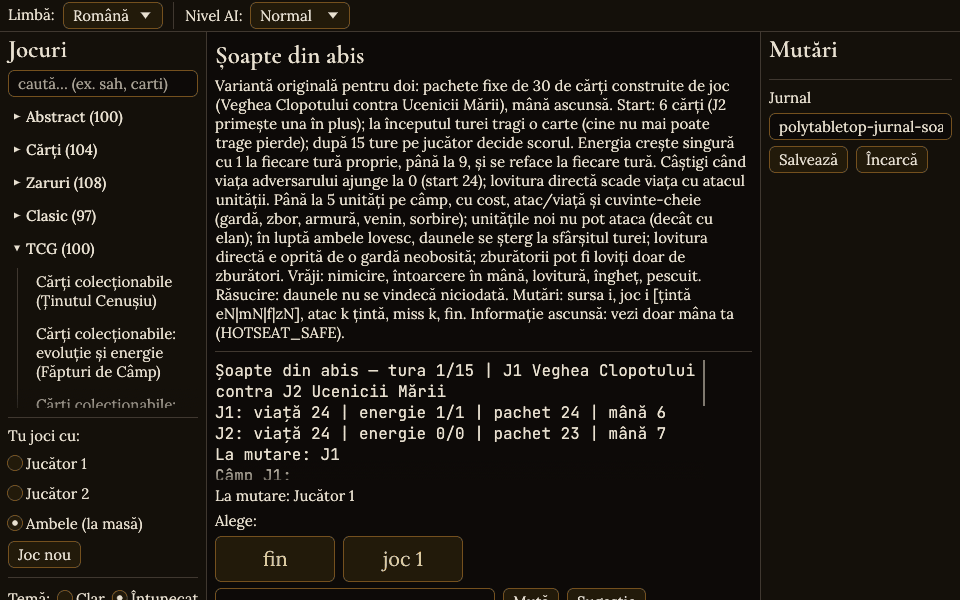 Limbă:
Română
Nivel AI:
Normal
Jocuri
caută... (ex. sah, carti)
Abstract (100)
Cărți (104)
Zaruri (108)
Clasic (97)
TCG (100)
Cărți colecționabile
(Ținutul Cenușiu)
Cărți colecționabile:
evoluție și energie
(Făpturi de Câmp)
Cărți colecționabile:
Tu joci cu:
Jucător 1
Jucător 2
Ambele (la masă)
Joc nou
Temă:
Clar
Întunecat
Șoapte din abis
Variantă originală pentru doi: pachete fixe de 30 de cărți construite de joc
(Veghea Clopotului contra Ucenicii Mării), mână ascunsă. Start: 6 cărți (J2
primește una în plus); la începutul turei tragi o carte (cine nu mai poate
trage pierde); după 15 ture pe jucător decide scorul. Energia crește singură
cu 1 la fiecare tură proprie, până la 9, și se reface la fiecare tură. Câștigi când
viața adversarului ajunge la 0 (start 24); lovitura directă scade viața cu atacul
unității. Până la 5 unități pe câmp, cu cost, atac/viață și cuvinte-cheie
(gardă, zbor, armură, venin, sorbire); unitățile noi nu pot ataca (decât cu
elan); în luptă ambele lovesc, daunele se șterg la sfârșitul turei; lovitura
directă e oprită de o gardă neobosită; zburătorii pot fi loviți doar de
zburători. Vrăji: nimicire, întoarcere în mână, lovitură, îngheț, pescuit.
Răsucire: daunele nu se vindecă niciodată. Mutări: sursa i, joc i [țintă
eN|mN|f|zN], atac k țintă, miss k, fin. Informație ascunsă: vezi doar mâna ta
(HOTSEAT_SAFE).
Șoapte din abis — tura 1/15 | J1 Veghea Clopotului
contra J2 Ucenicii Mării
J1: viață 24 | energie 1/1 | pachet 24 | mână 6
J2: viață 24 | energie 0/0 | pachet 23 | mână 7
La mutare: J1
Câmp J1:
La mutare: Jucător 1
Alege:
fin
joc 1
Mută
Sugestie
Mutări
Jurnal
polytabletop-jurnal-soa
Salvează
Încarcă